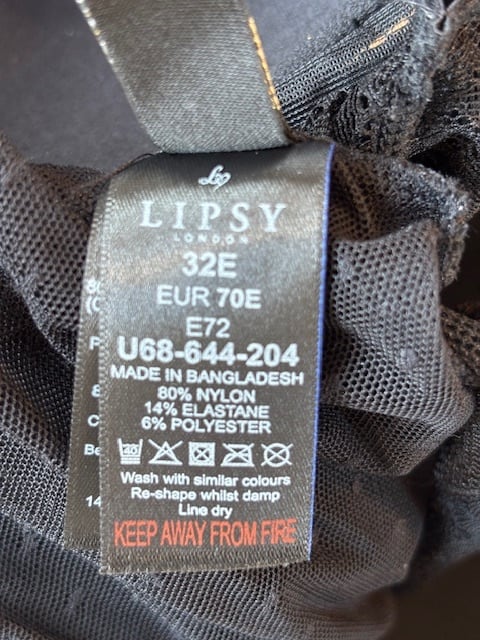 LIPSY
LONDON
32E
EUR 70E
E72
U68-644-204
MADE IN BANGLADESH
80% NYLON
14% ELASTANE
6% POLYESTER
40
Wash with similar colours
Re-shape whilst damp
Line dry
KEEP AWAY FROM FIRE